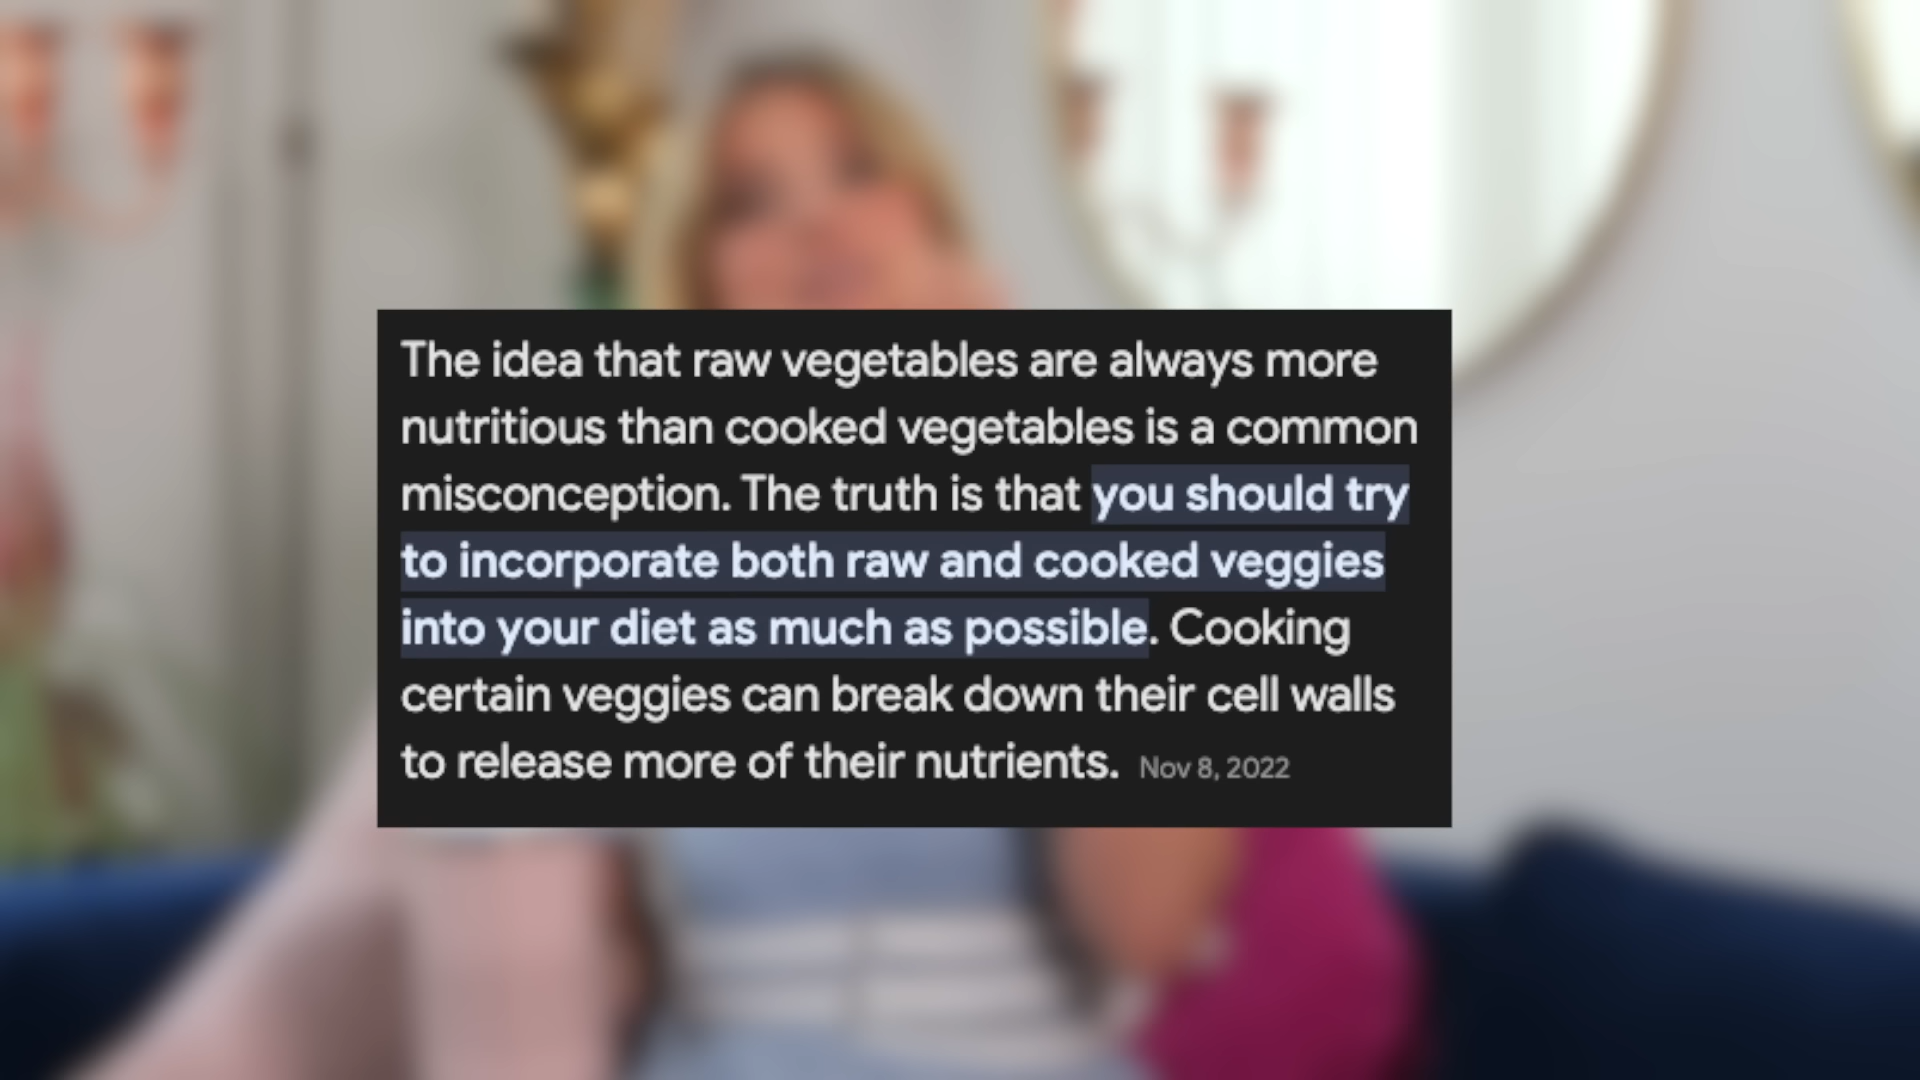 The idea that raw vegetables are always more
nutritious than cooked vegetables is a common
misconception. The truth is that you should try
to incorporate both raw and cooked veggies
into your diet as much as possible. Cooking
certain veggies can break down their cell walls
to release more of their nutrients. Nov 8, 2022